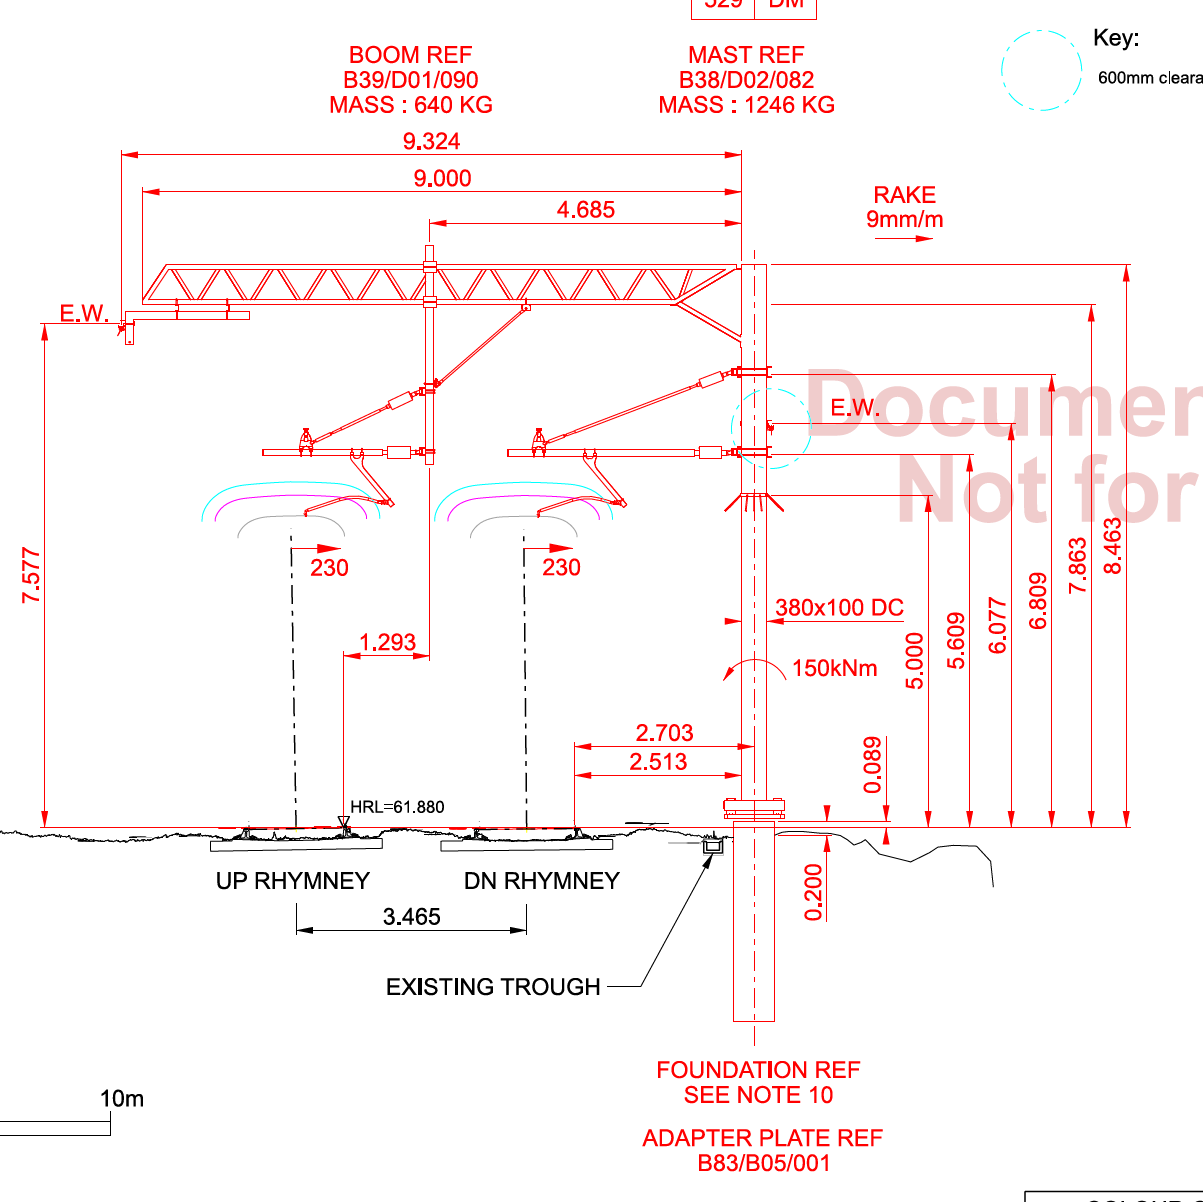 529 DM
BOOM REF
B39/D01/090
MASS : 640 KG
MAST REF
B38/D02/082
MASS : 1246 KG
Key:
600mm cleara
9.324
9.000
4.685
RAKE
9mm/m
E.W.
E.W.
Documen
Not for
7.577
230
230
1.293
380x100 DC
150kNm
5.000
5.609
6.077
6.809
7.863
8.463
2.703
2.513
0.089
HRL=61.880
0.200
UP RHYMNEY
DN RHYMNEY
3.465
EXISTING TROUGH
FOUNDATION REF
SEE NOTE 10
ADAPTER PLATE REF
B83/B05/001
10m